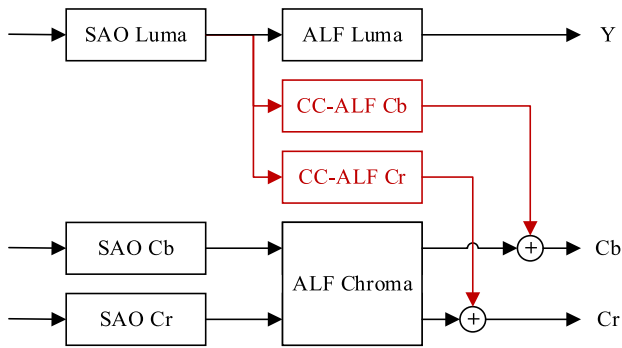 SAO Luma
ALF Luma
Y
CC-ALF Cb
CC-ALF Cr
SAO Cb
ALF Chroma
+
Cb
SAO Cr
+
Cr